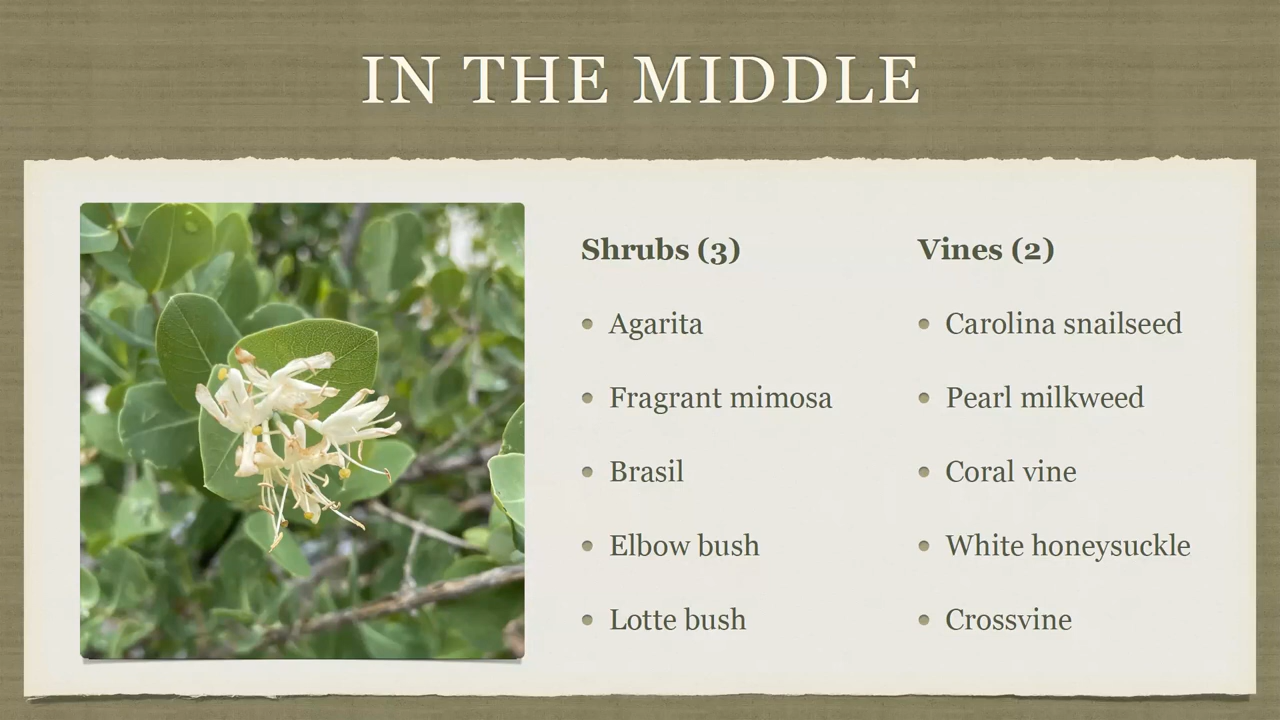 IN THE MIDDLE
Shrubs (3)
• Agarita
• Fragrant mimosa
• Brasil
• Elbow bush
• Lotte bush
Vines (2)
• Carolina snailseed
• Pearl milkweed
• Coral vine
• White honeysuckle
• Crossvine